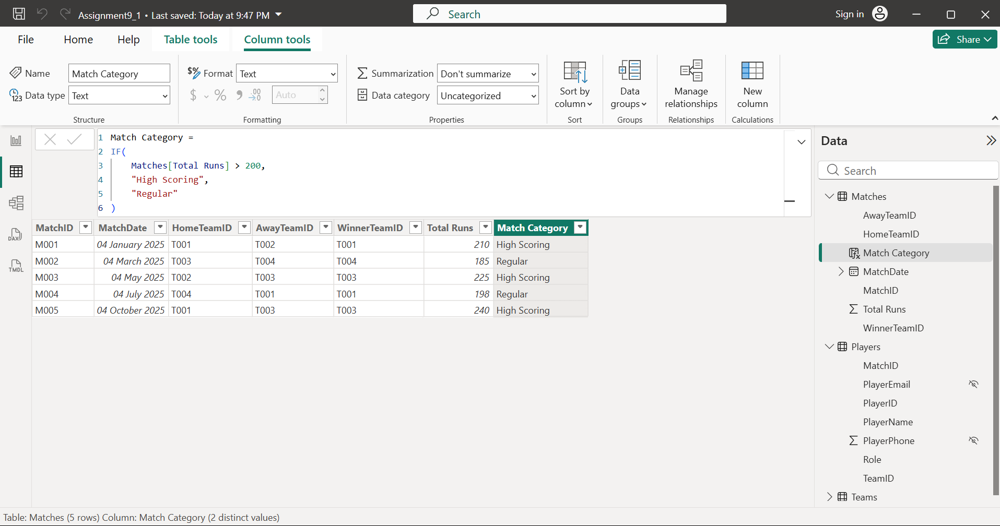 Assignment9_1 • Last saved: Today at 9:47 PM
Search
Sign in
File Home Help Table tools Column tools
Share
Name Match Category
Data type Text
Structure
$% Format Text
$ % 9 .00 Auto
Formatting
Summarization Don't summarize
Data category Uncategorized
Properties
Sort by
column
Sort
Data
groups
Groups
Manage
relationships
Relationships
New
column
Calculations
1 Match Category =
2 IF(
3 Matches[Total Runs] > 200,
4 "High Scoring",
5 "Regular"
6 )
MatchID MatchDate HomeTeamID AwayTeamID WinnerTeamID Total Runs Match Category
M001 04 January 2025 T001 T002 T001 210 High Scoring
M002 04 March 2025 T003 T004 T004 185 Regular
M003 04 May 2025 T002 T003 T003 225 High Scoring
M004 04 July 2025 T004 T001 T001 198 Regular
M005 04 October 2025 T001 T003 T003 240 High Scoring
DAX
TMDL
Data
Search
Matches
AwayTeamID
HomeTeamID
Match Category
MatchDate
MatchID
Σ Total Runs
WinnerTeamID
Players
MatchID
PlayerEmail
PlayerID
PlayerName
Σ PlayerPhone
Role
TeamID
Teams
Table: Matches (5 rows) Column: Match Category (2 distinct values)